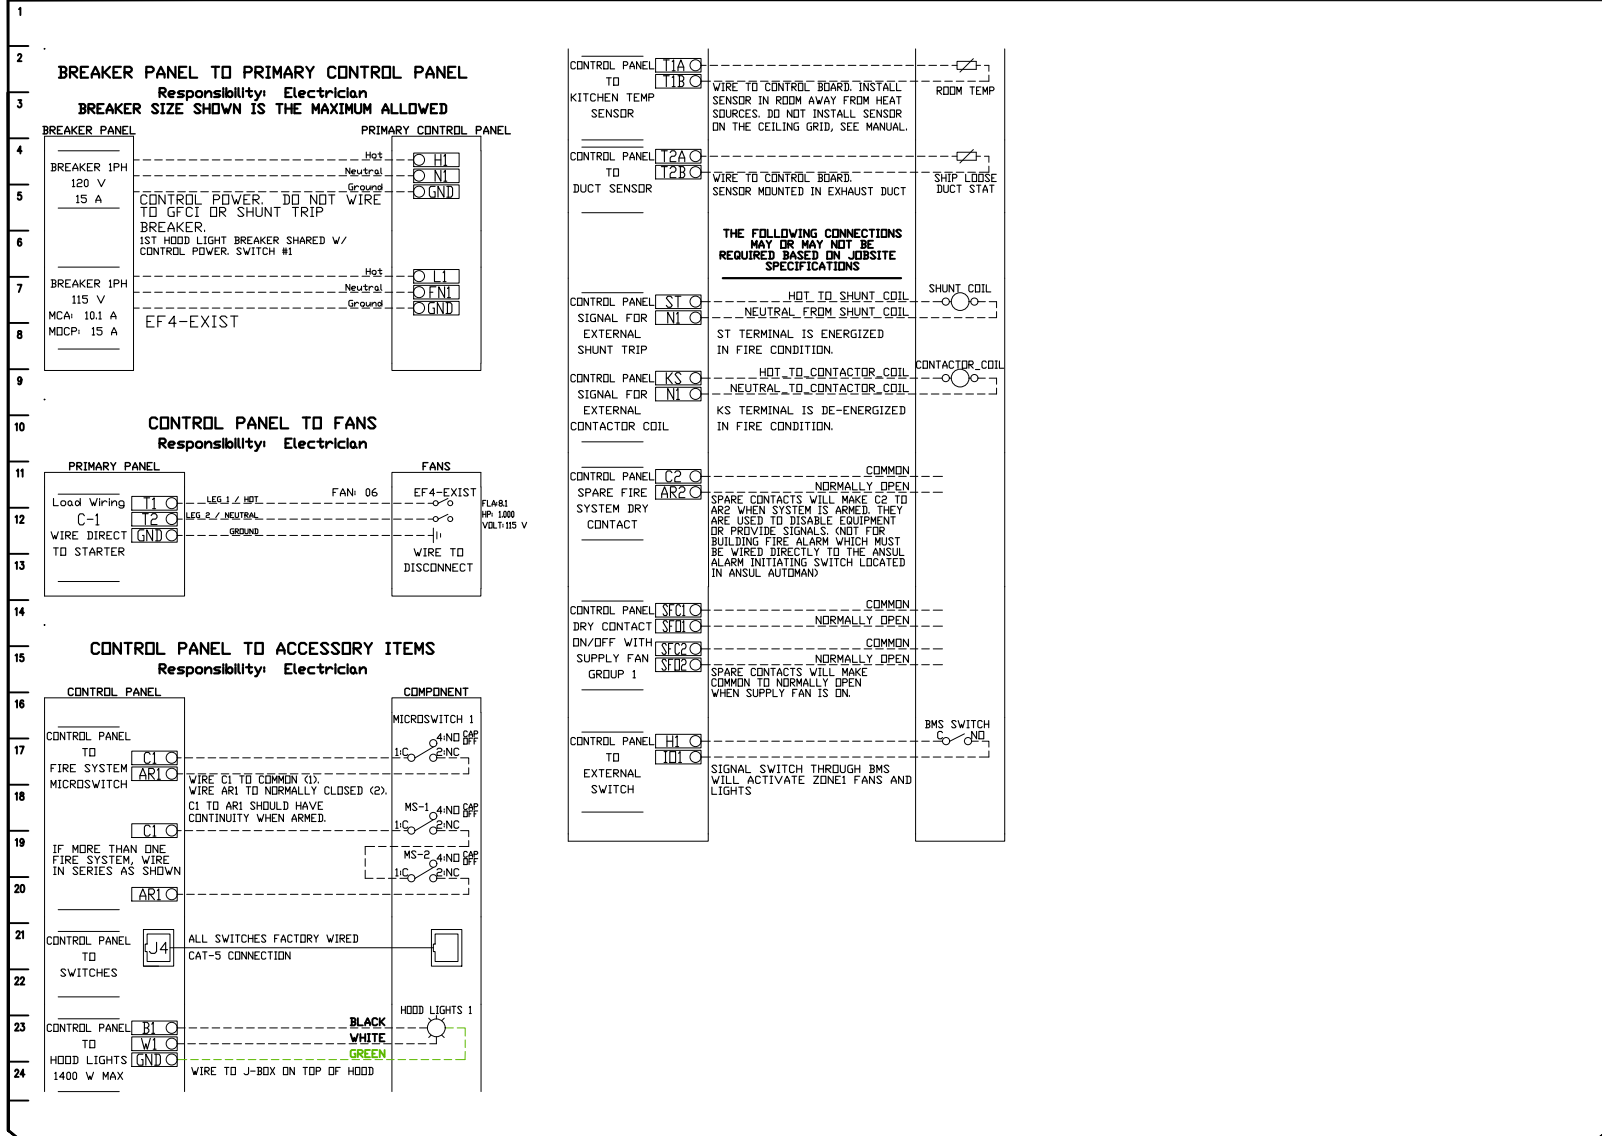 1
2
3
4
5
6
7
8
9
10
11
12
13
14
15
16
17
18
19
20
21
22
23
24
BREAKER PANEL TO PRIMARY CONTROL PANEL
Responsibility: Electrician
BREAKER SIZE SHOWN IS THE MAXIMUM ALLOWED
BREAKER PANEL
PRIMARY CONTROL PANEL
BREAKER 1PH
120 V
15 A
Hot
H1
Neutral
N1
Ground
GND
CONTROL POWER. DO NOT WIRE
TO GFCI OR SHUNT TRIP
BREAKER.
1ST HOOD LIGHT BREAKER SHARED W/
CONTROL POWER. SWITCH #1
BREAKER 1PH
115 V
MCA: 10.1 A
MOCP: 15 A
Hot
L1
Neutral
FN1
Ground
GND
EF4-EXIST
CONTROL PANEL TO FANS
Responsibility: Electrician
PRIMARY PANEL
FANS
Load Wiring
C-1
WIRE DIRECT
TO STARTER
T1
T2
GND
LEG 1 / HOT
LEG 2 / NEUTRAL
GROUND
FAN: 06
EF4-EXIST
FLA:8.1
HP: 1.000
VOLT:115 V
WIRE TO
DISCONNECT
CONTROL PANEL TO ACCESSORY ITEMS
Responsibility: Electrician
CONTROL PANEL
COMPONENT
CONTROL PANEL
TO
FIRE SYSTEM
MICROSWITCH
C1
AR1
MICROSWITCH 1
4:NO CAP OFF
1:C
2:NC
WIRE C1 TO COMMON (1).
WIRE AR1 TO NORMALLY CLOSED (2).
C1 TO AR1 SHOULD HAVE
CONTINUITY WHEN ARMED.
C1
MS-1
4:NO CAP OFF
1:C
2:NC
IF MORE THAN ONE
FIRE SYSTEM, WIRE
IN SERIES AS SHOWN
MS-2
4:NO CAP OFF
1:C
2:NC
AR1
CONTROL PANEL
TO
SWITCHES
J4
ALL SWITCHES FACTORY WIRED
CAT-5 CONNECTION
CONTROL PANEL
TO
HOOD LIGHTS
1400 W MAX
B1
W1
GND
HOOD LIGHTS 1
BLACK
WHITE
GREEN
WIRE TO J-BOX ON TOP OF HOOD
CONTROL PANEL
TO
KITCHEN TEMP
SENSOR
T1A
T1B
WIRE TO CONTROL BOARD. INSTALL
SENSOR IN ROOM AWAY FROM HEAT
SOURCES. DO NOT INSTALL SENSOR
ON THE CEILING GRID, SEE MANUAL.
ROOM TEMP
CONTROL PANEL
TO
DUCT SENSOR
T2A
T2B
WIRE TO CONTROL BOARD.
SENSOR MOUNTED IN EXHAUST DUCT
SHIP LOOSE
DUCT STAT
THE FOLLOWING CONNECTIONS
MAY OR MAY NOT BE
REQUIRED BASED ON JOBSITE
SPECIFICATIONS
CONTROL PANEL
SIGNAL FOR
EXTERNAL
SHUNT TRIP
ST
N1
HOT TO SHUNT COIL
NEUTRAL FROM SHUNT COIL
ST TERMINAL IS ENERGIZED
IN FIRE CONDITION.
SHUNT COIL
CONTROL PANEL
SIGNAL FOR
EXTERNAL
CONTACTOR COIL
KS
N1
HOT TO CONTACTOR COIL
NEUTRAL TO CONTACTOR COIL
KS TERMINAL IS DE-ENERGIZED
IN FIRE CONDITION.
CONTACTOR COIL
CONTROL PANEL
SPARE FIRE
SYSTEM DRY
CONTACT
C2
AR2
COMMON
NORMALLY OPEN
SPARE CONTACTS WILL MAKE C2 TO
AR2 WHEN SYSTEM IS ARMED. THEY
ARE USED TO DISABLE EQUIPMENT
OR PROVIDE SIGNALS. (NOT FOR
BUILDING FIRE ALARM WHICH MUST
BE WIRED DIRECTLY TO THE ANSUL
ALARM INITIATING SWITCH LOCATED
IN ANSUL AUTOMAN)
CONTROL PANEL
DRY CONTACT
ON/OFF WITH
SUPPLY FAN
GROUP 1
SFC1
SFO1
SFC2
SFO2
COMMON
NORMALLY OPEN
COMMON
NORMALLY OPEN
SPARE CONTACTS WILL MAKE
COMMON TO NORMALLY OPEN
WHEN SUPPLY FAN IS ON.
CONTROL PANEL
TO
EXTERNAL
SWITCH
H1
IO1
BMS SWITCH
C
NO
SIGNAL SWITCH THROUGH BMS
WILL ACTIVATE ZONE1 FANS AND
LIGHTS